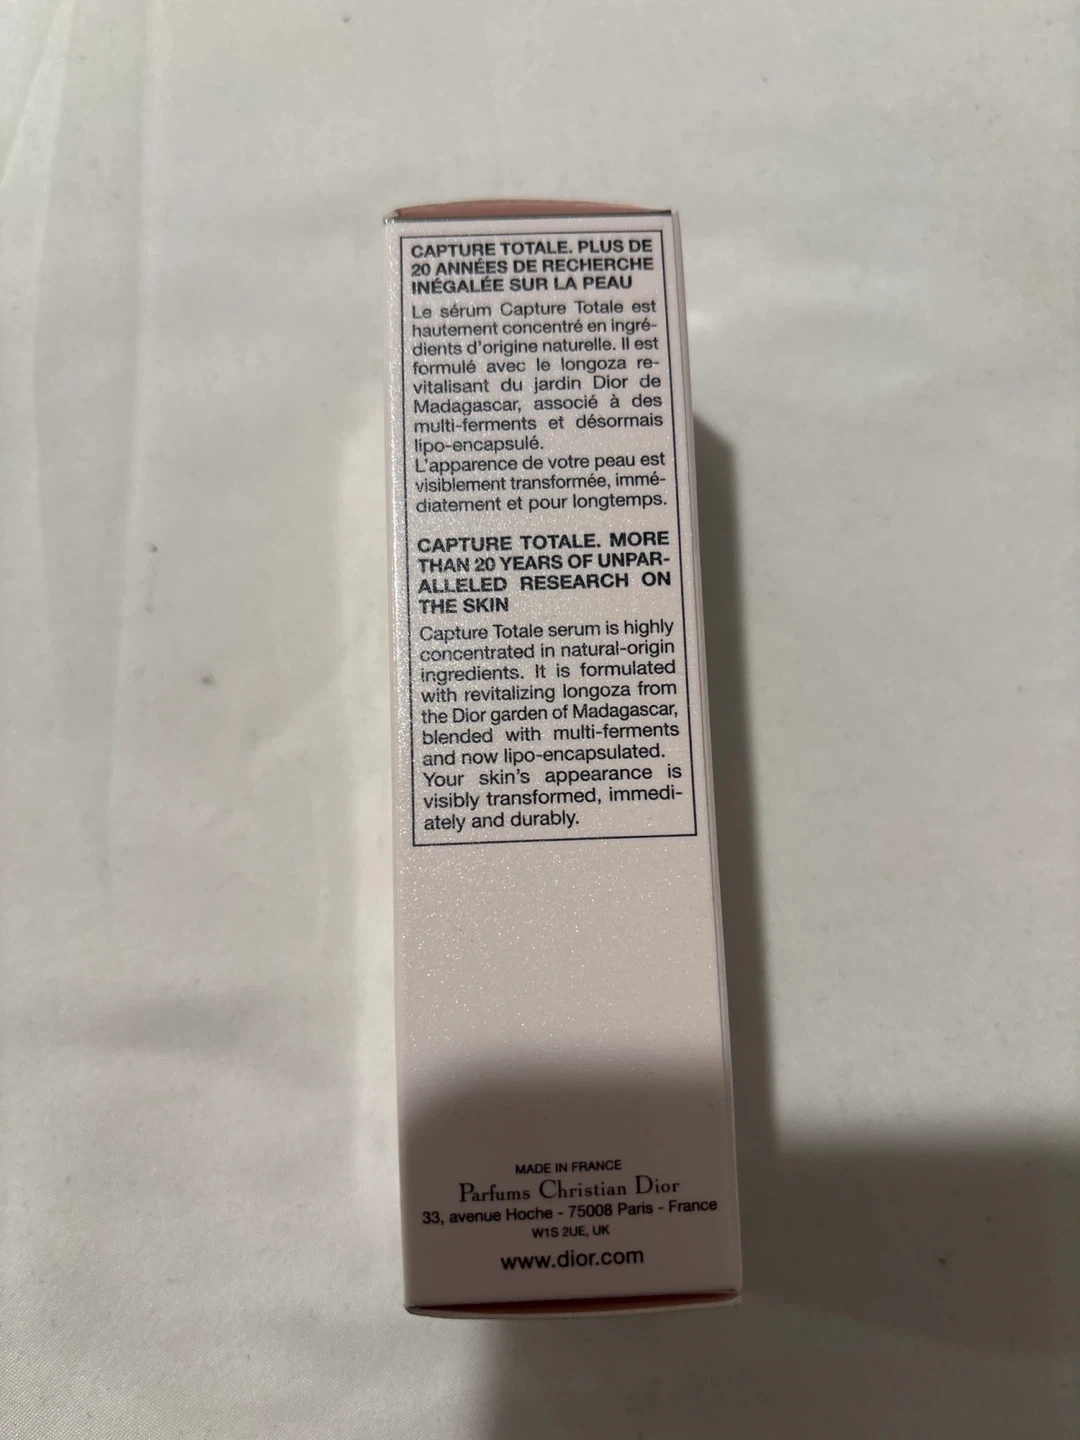 CAPTURE TOTALE. PLUS DE
20 ANNÉES DE RECHERCHE
INÉGALÉE SUR LA PEAU
Le sérum Capture Totale est
hautement concentré en ingré-
dients d'origine naturelle. Il est
formulé avec le longoza re-
vitalisant du jardin Dior de
Madagascar, associé à des
multi-ferments et désormais
lipo-encapsulé.
L'apparence de votre peau est
visiblement transformée, immé-
diatement et pour longtemps.
CAPTURE TOTALE. MORE
THAN 20 YEARS OF UNPAR-
ALLELED RESEARCH ON
THE SKIN
Capture Totale serum is highly
concentrated in natural-origin
ingredients. It is formulated
with revitalizing longoza from
the Dior garden of Madagascar,
blended with multi-ferments
and now lipo-encapsulated.
Your skin's appearance is
visibly transformed, immedi-
ately and durably.
MADE IN FRANCE
Parfums Christian Dior
33, avenue Hoche - 75008 Paris - France
W1S 2UE, UK
www.dior.com